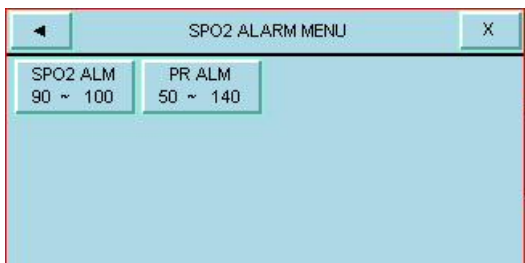 ◄ SPO2 ALARM MENU X
SPO2 ALM PR ALM
90 ~ 100 50 ~ 140